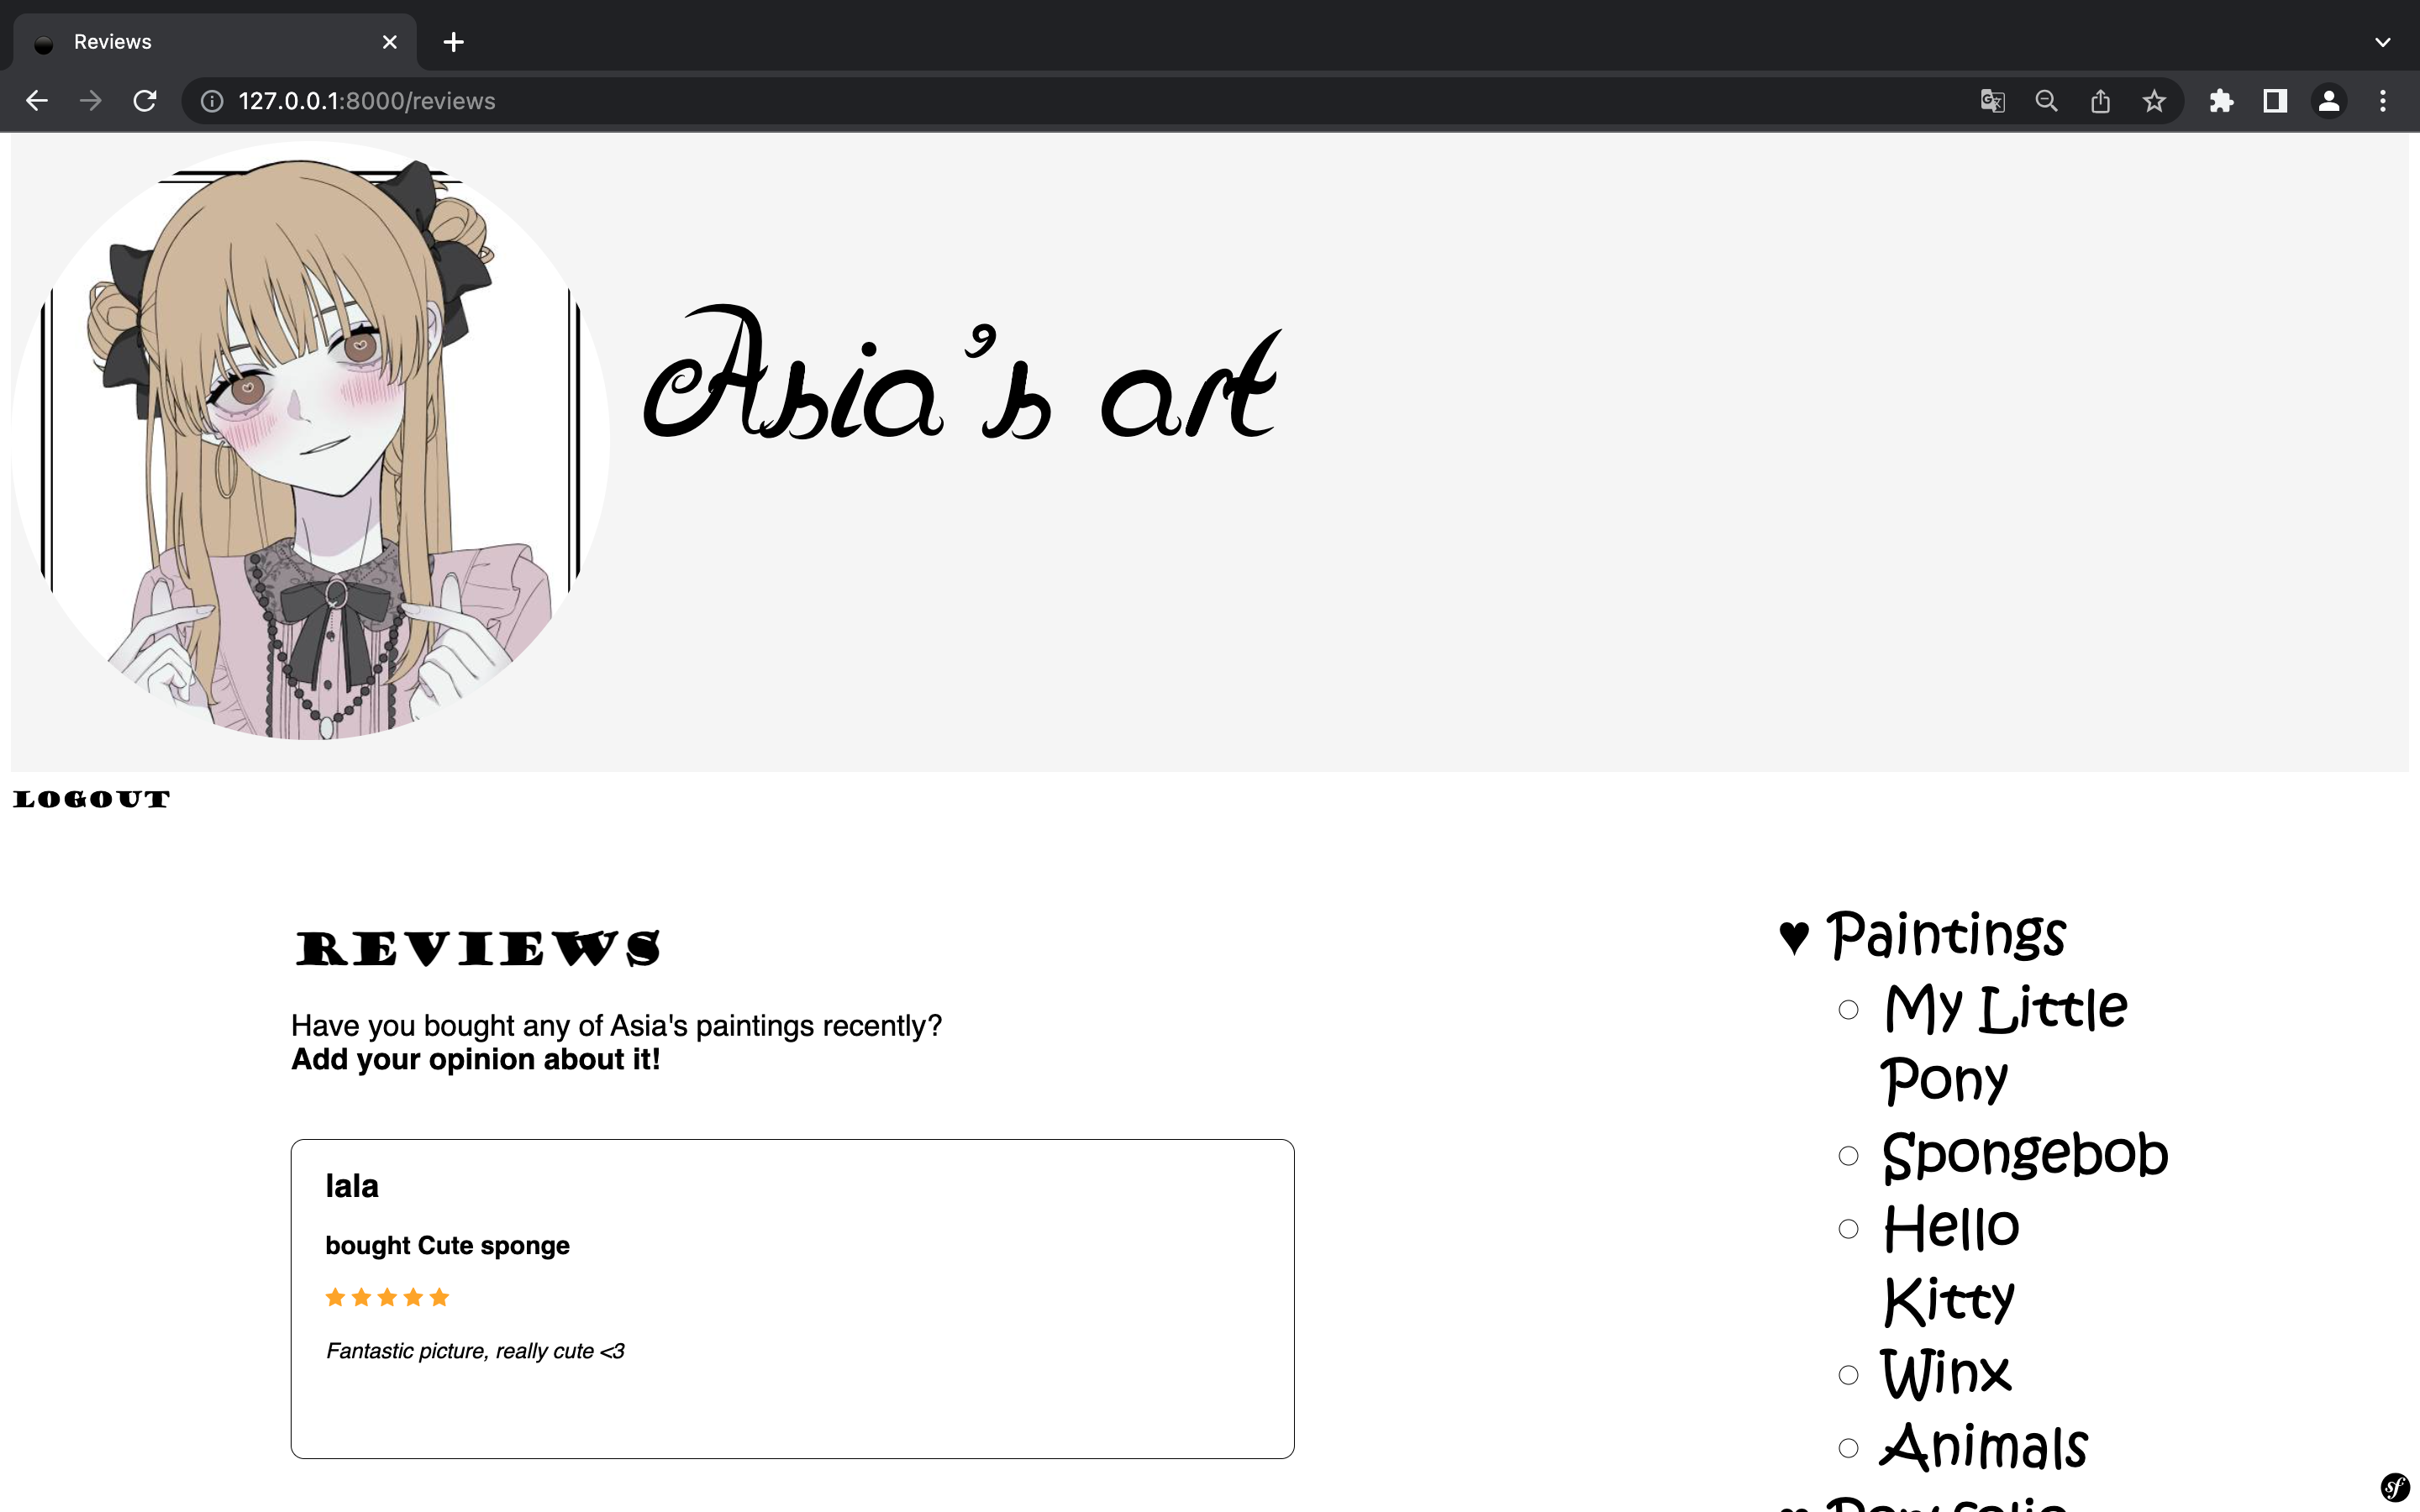 Reviews
127.0.0.1:8000/reviews
Asia's art
LOGOUT
REVIEWS
Have you bought any of Asia's paintings recently?
Add your opinion about it!
lala
bought Cute sponge
Fantastic picture, really cute <3
♥ Paintings
My Little
Pony
Spongebob
Hello
Kitty
Winx
Animals
sf